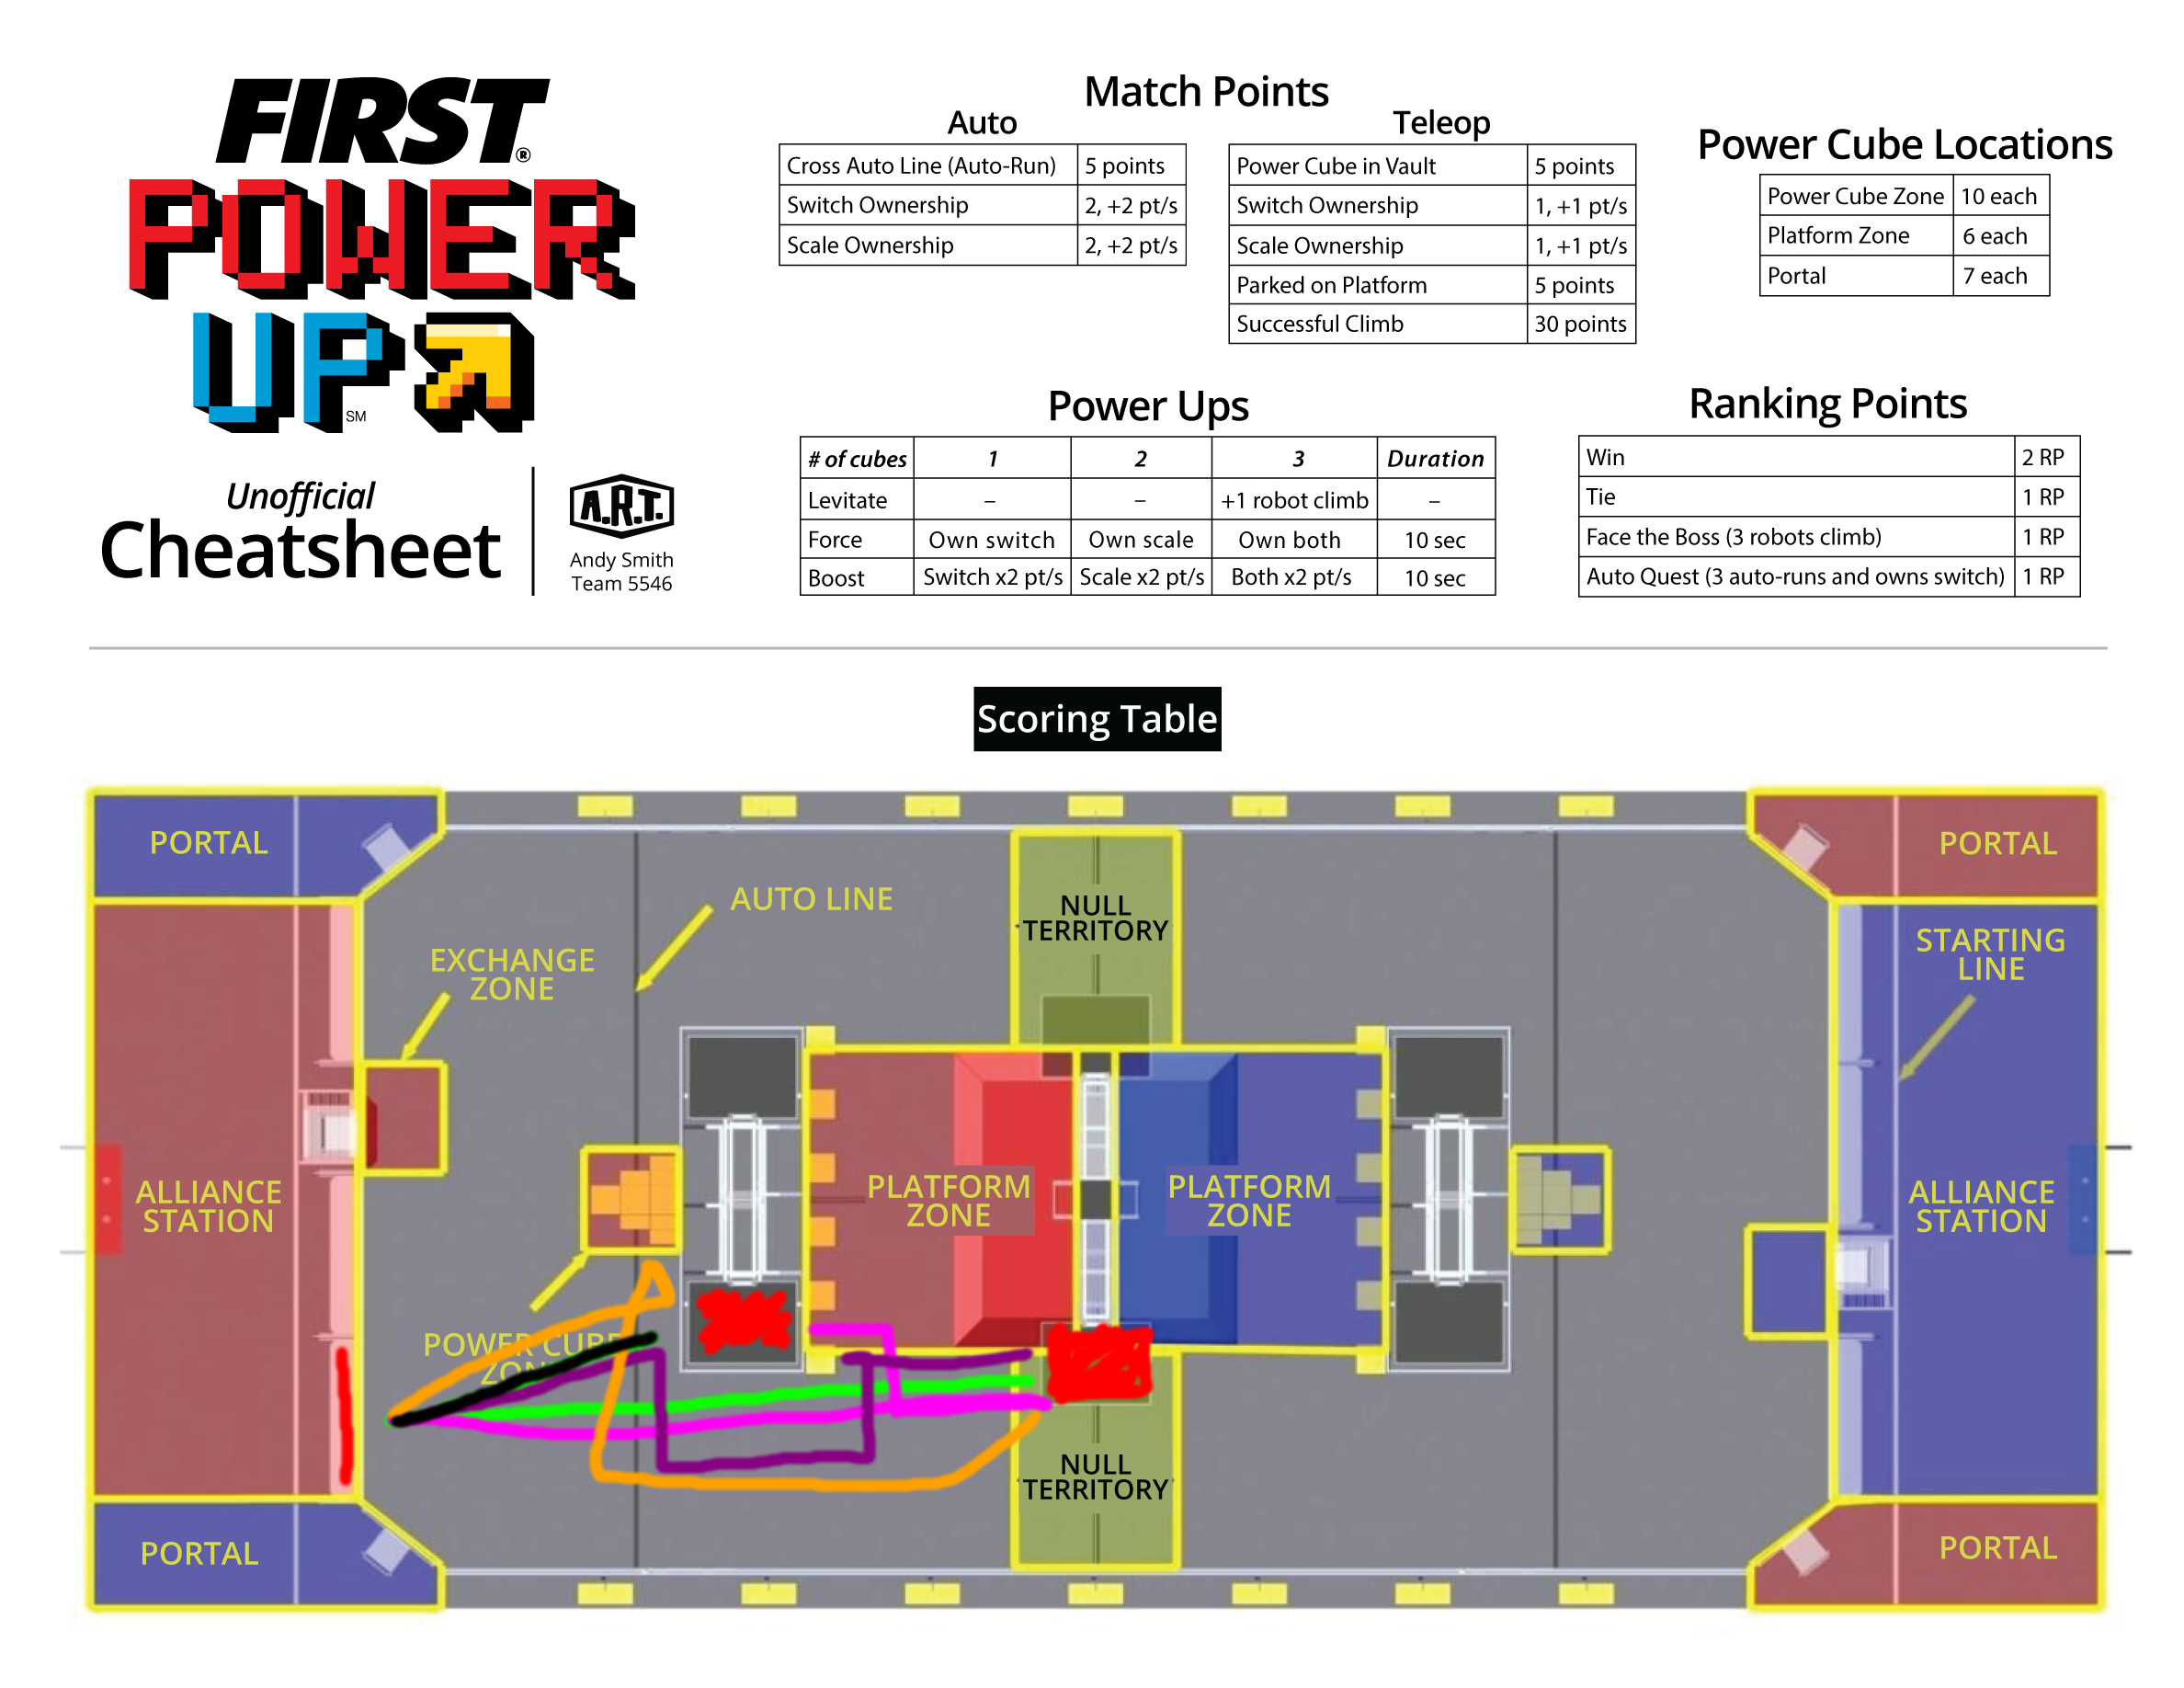 FIRST®
POWER
UP SM
Unofficial
Cheatsheet
A.R.T.
Andy Smith
Team 5546
Match Points
Auto
Cross Auto Line (Auto-Run) 5 points
Switch Ownership 2, +2 pt/s
Scale Ownership 2, +2 pt/s
Teleop
Power Cube in Vault 5 points
Switch Ownership 1, +1 pt/s
Scale Ownership 1, +1 pt/s
Parked on Platform 5 points
Successful Climb 30 points
Power Cube Locations
Power Cube Zone 10 each
Platform Zone 6 each
Portal 7 each
Power Ups
# of cubes 1 2 3 Duration
Levitate – – +1 robot climb –
Force Own switch Own scale Own both 10 sec
Boost Switch x2 pt/s Scale x2 pt/s Both x2 pt/s 10 sec
Ranking Points
Win 2 RP
Tie 1 RP
Face the Boss (3 robots climb) 1 RP
Auto Quest (3 auto-runs and owns switch) 1 RP
Scoring Table
PORTAL
PORTAL
AUTO LINE
NULL
TERRITORY
EXCHANGE
ZONE
STARTING
LINE
ALLIANCE
STATION
PLATFORM
ZONE
PLATFORM
ZONE
ALLIANCE
STATION
POWER CUBE
ZONE
NULL
TERRITORY
PORTAL
PORTAL